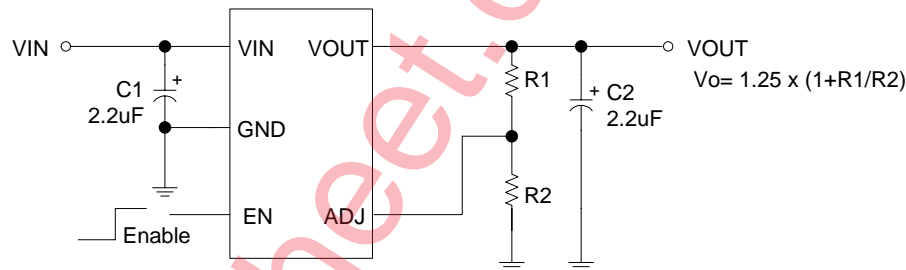 VIN
VIN
VOUT
VOUT
Vo= 1.25 x (1+R1/R2)
C1
2.2uF
+
GND
R1
+
C2
2.2uF
R2
EN
ADJ
Enable
heet.c